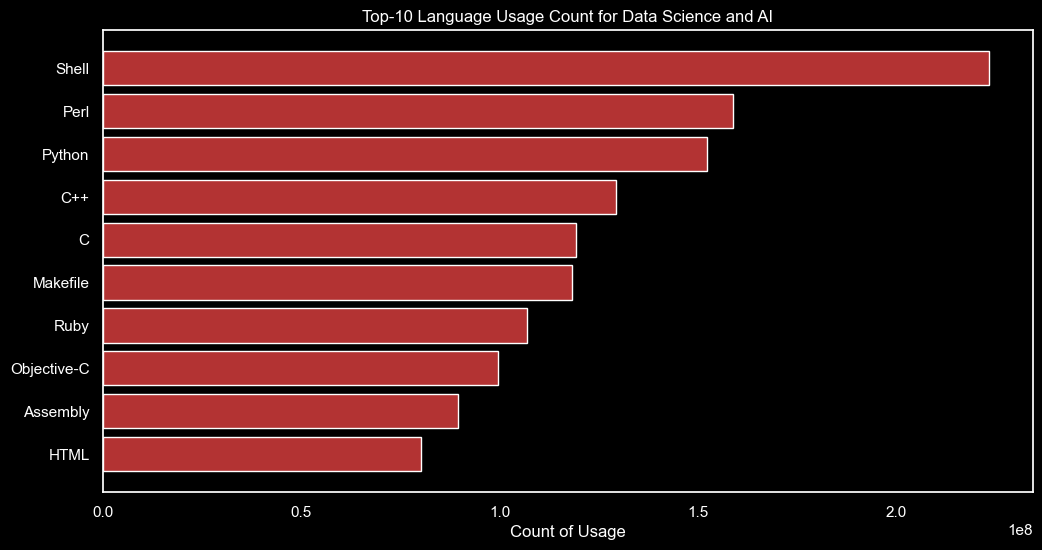 Top-10 Language Usage Count for Data Science and AI
Shell
Perl
Python
C++
C
Makefile
Ruby
Objective-C
Assembly
HTML
0.0 0.5 1.0 1.5 2.0
1e8
Count of Usage